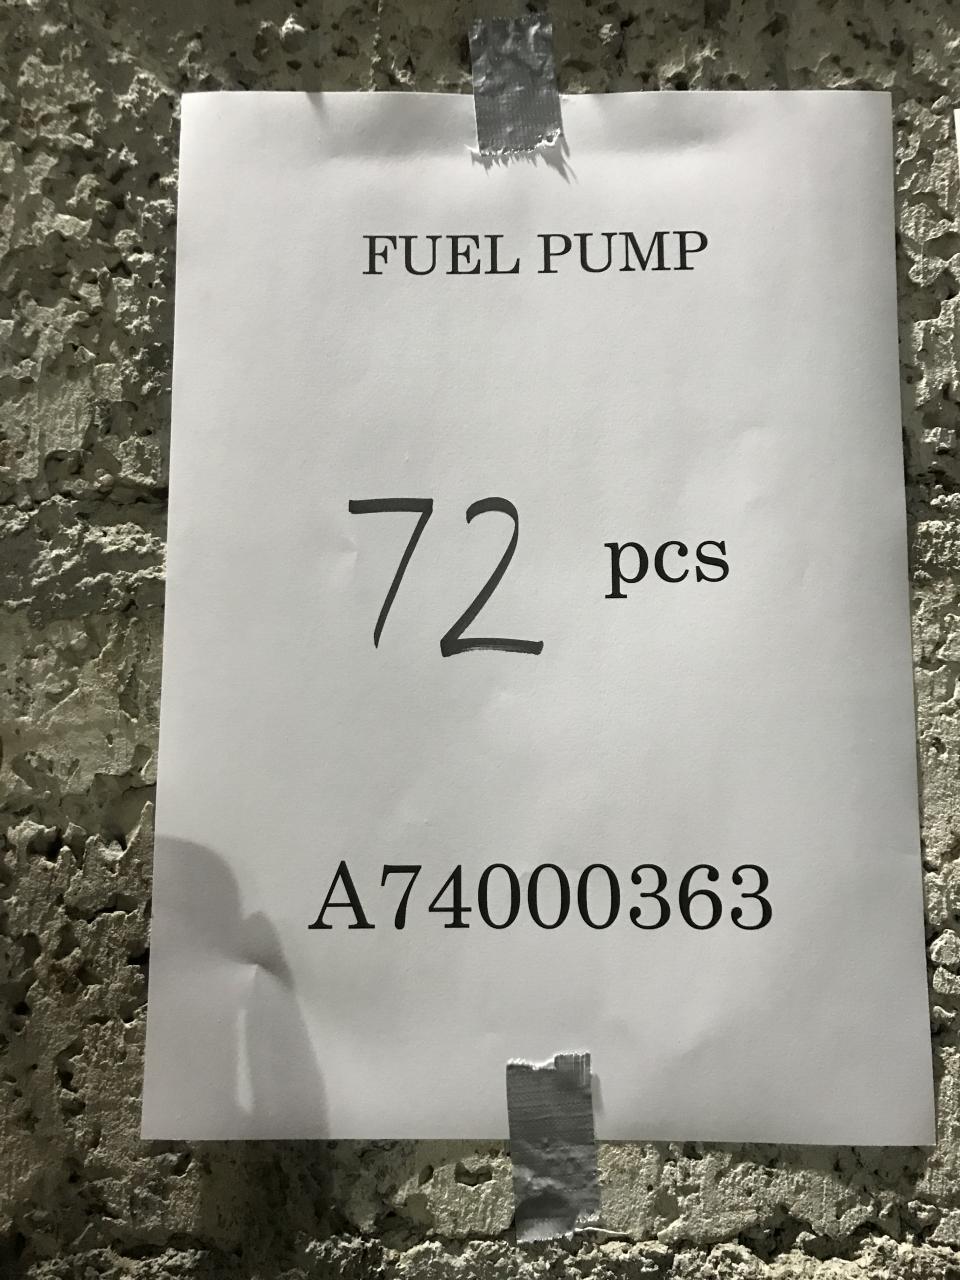 FUEL PUMP
72 pcs
A74000363